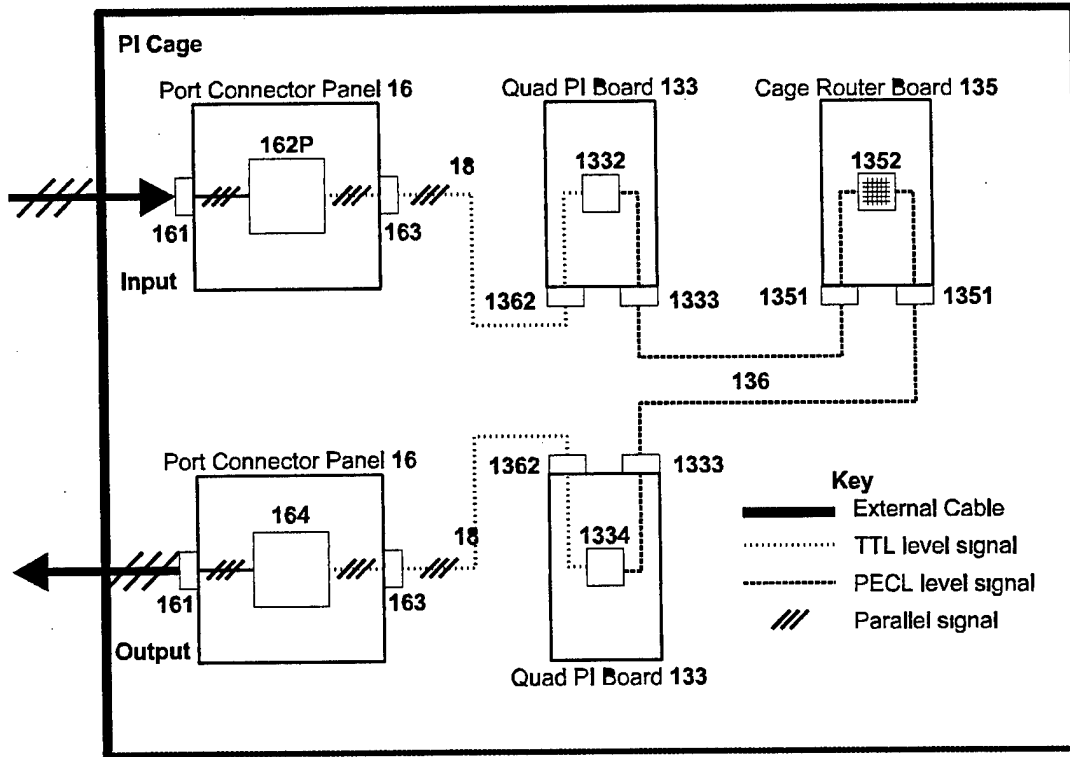 PI Cage
Port Connector Panel 16
Quad PI Board 133
Cage Router Board 135
162P
18
1332
1352
161
163
Input
1362
1333
1351
1351
136
Port Connector Panel 16
1362
1333
Key
External Cable
TTL level signal
PECL level signal
Parallel signal
164
18
1334
161
163
Output
Quad PI Board 133